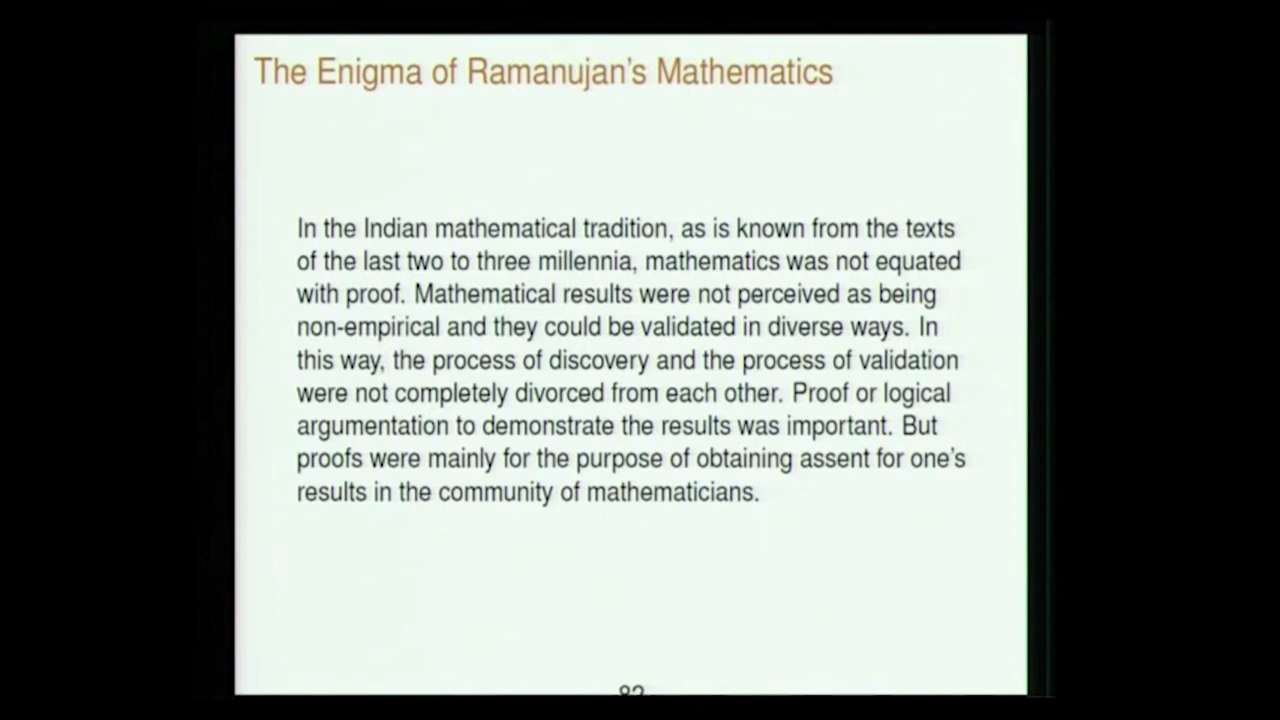 The Enigma of Ramanujan's Mathematics
In the Indian mathematical tradition, as is known from the texts
of the last two to three millennia, mathematics was not equated
with proof. Mathematical results were not perceived as being
non-empirical and they could be validated in diverse ways. In
this way, the process of discovery and the process of validation
were not completely divorced from each other. Proof or logical
argumentation to demonstrate the results was important. But
proofs were mainly for the purpose of obtaining assent for one's
results in the community of mathematicians.